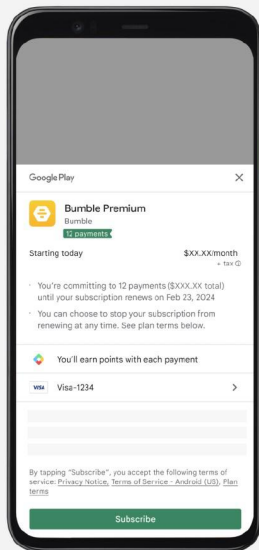 Google Play
Bumble Premium
Bumble
12 payments
Starting today
$XX.XX/month
+ tax
· You're committing to 12 payments ($XXX.XX total)
until your subscription renews on Feb 23, 2024
· You can choose to stop your subscription from
renewing at any time. See plan terms below.
You'll earn points with each payment
VISA Visa-1234
By tapping "Subscribe", you accept the following terms of
service: Privacy Notice, Terms of Service - Android (US), Plan
terms
Subscribe